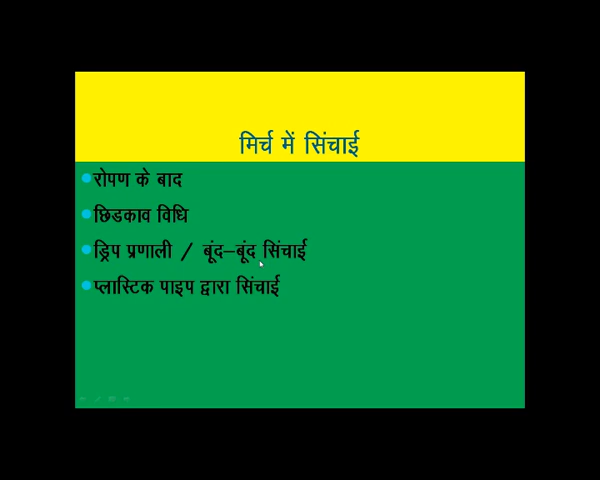 मिर्च में सिंचाई
रोपण के बाद
छिडकाव विधि
ड्रिप प्रणाली / बूंद–बूंद सिंचाई
प्लास्टिक पाइप द्वारा सिंचाई